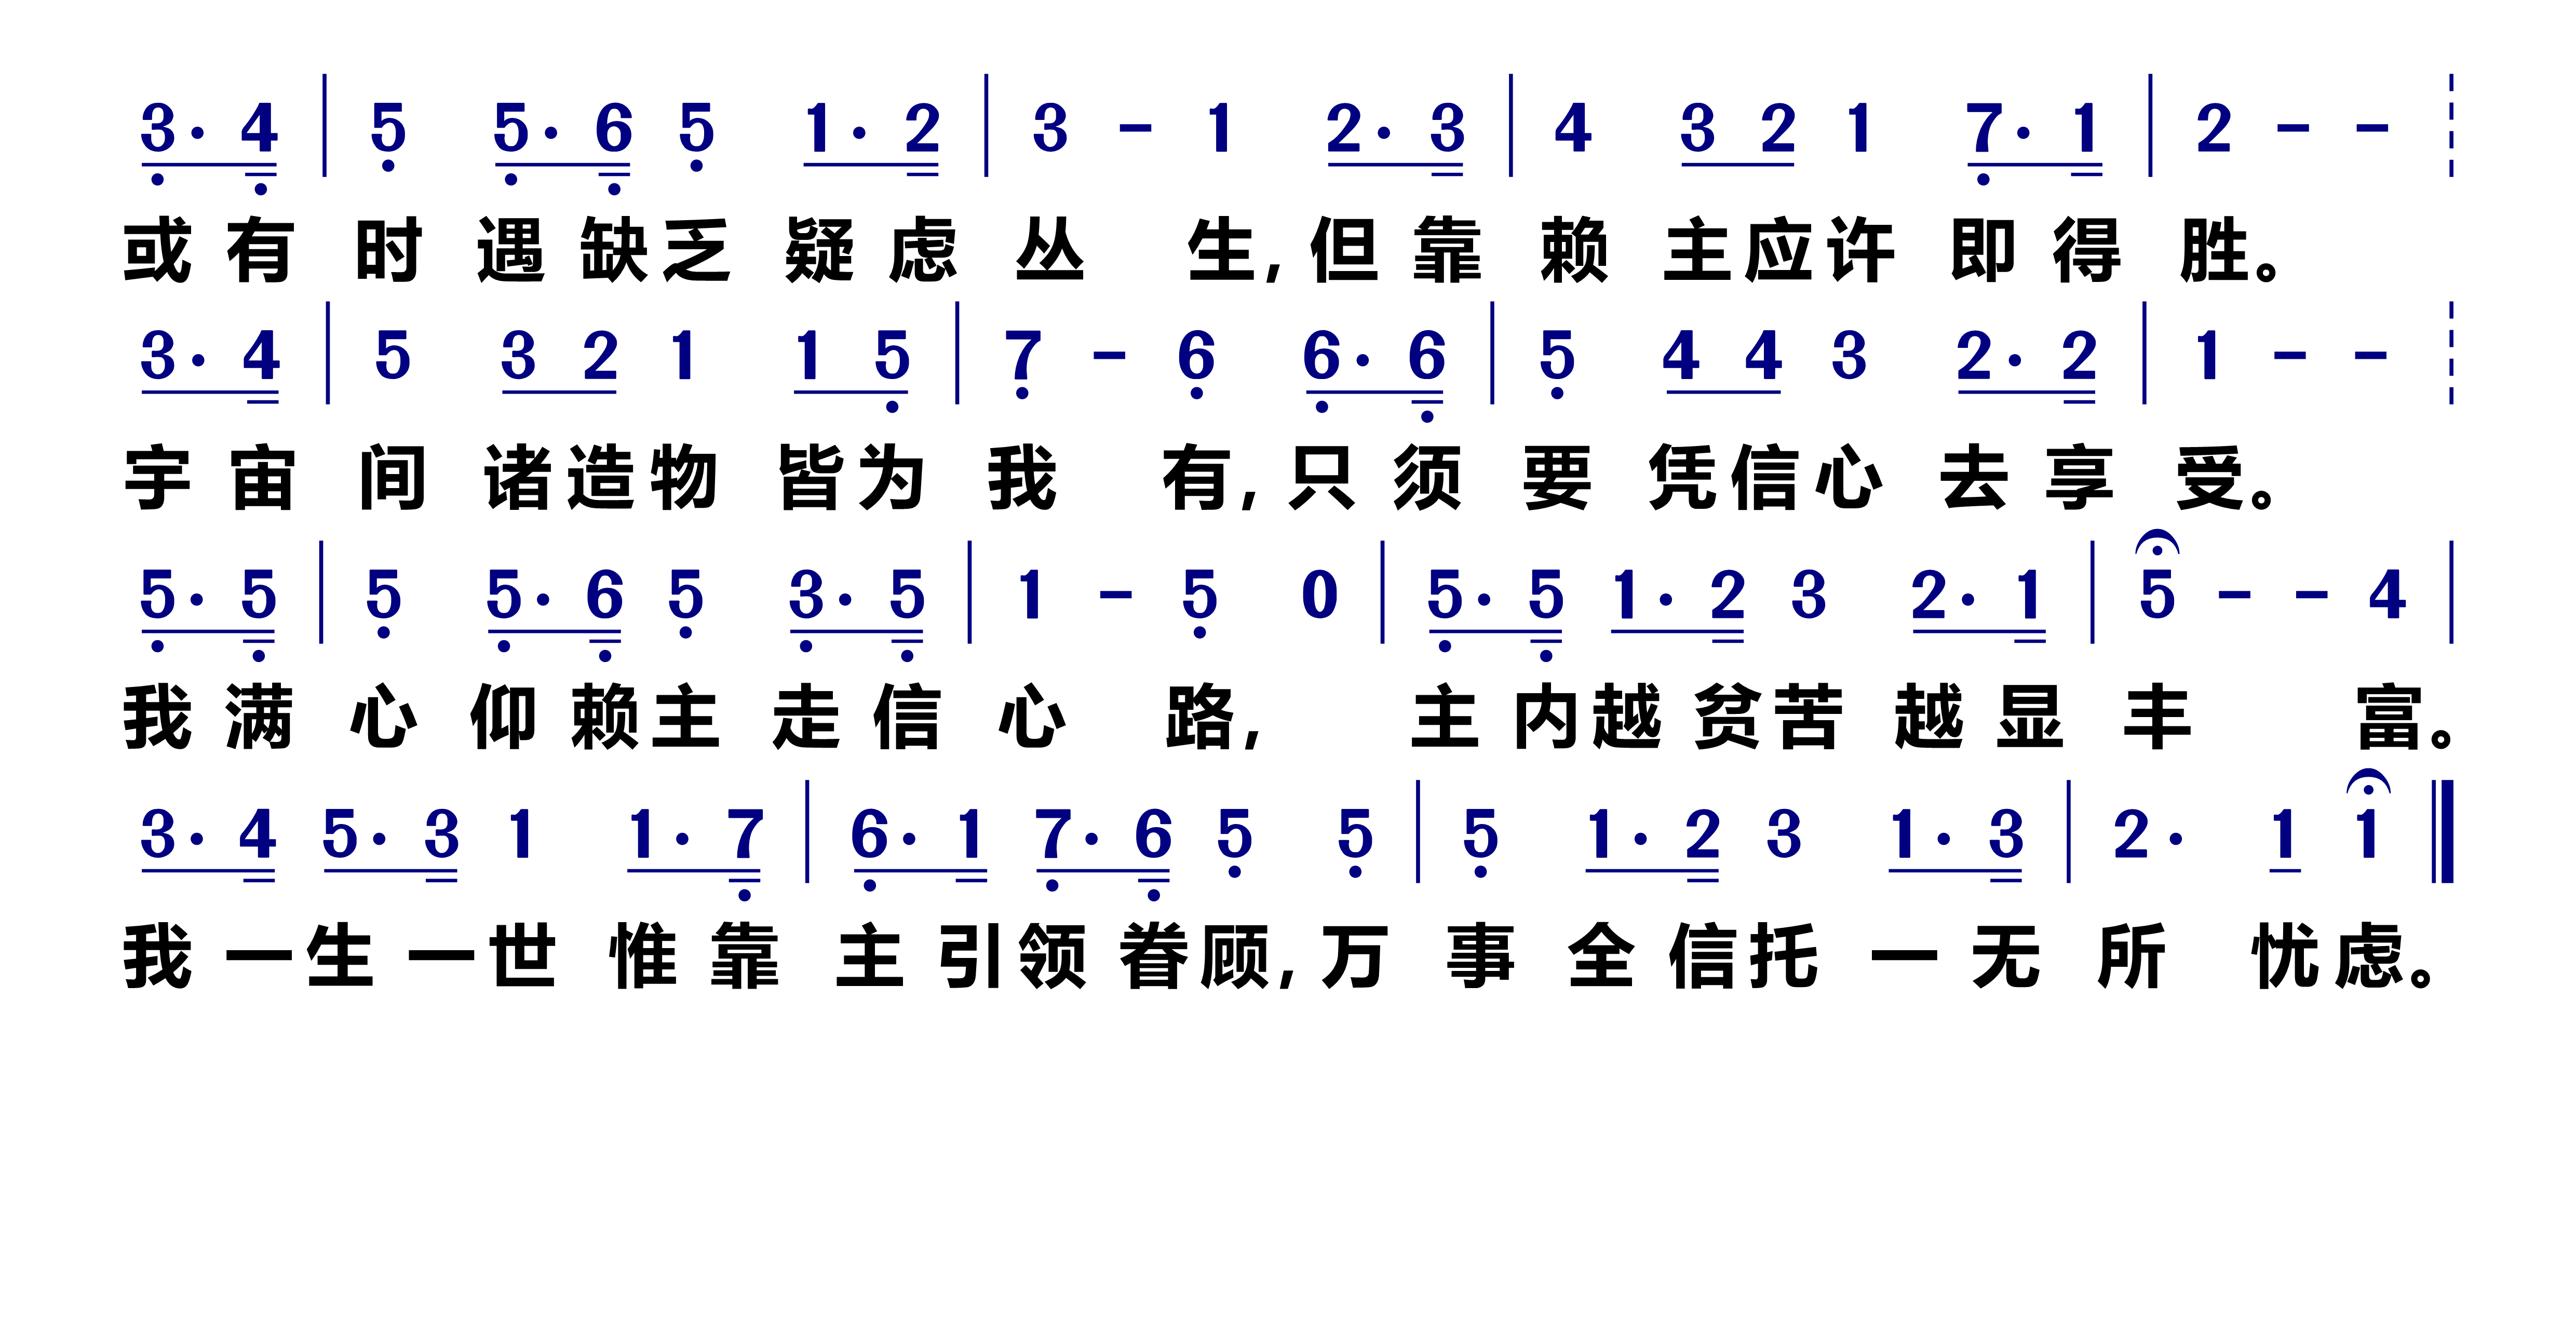 3· 4 | 5 5· 6 5 1· 2 | 3 – 1 2· 3 | 4 3 2 1 7· 1 | 2 – –
或有时遇缺乏疑虑丛生,但靠赖主应许即得胜。
3· 4 | 5 3 2 1 1 5 | 7 – 6 6· 6 | 5 4 4 3 2· 2 | 1 – –
宇宙间诸造物皆为我有,只须要凭信心去享受。
5· 5 | 5 5· 6 5 3· 5 | 1 – 5 0 | 5· 5 1· 2 3 2· 1 | 5 – – 4 |
我满心仰赖主走信心路,主内越贫苦越显丰富。
3· 4 5· 3 1 1· 7 | 6· 1 7· 6 5 5 | 5 1· 2 3 1· 3 | 2· 1 1
我一生一世惟靠主引领眷顾,万事全信托一无所忧虑。